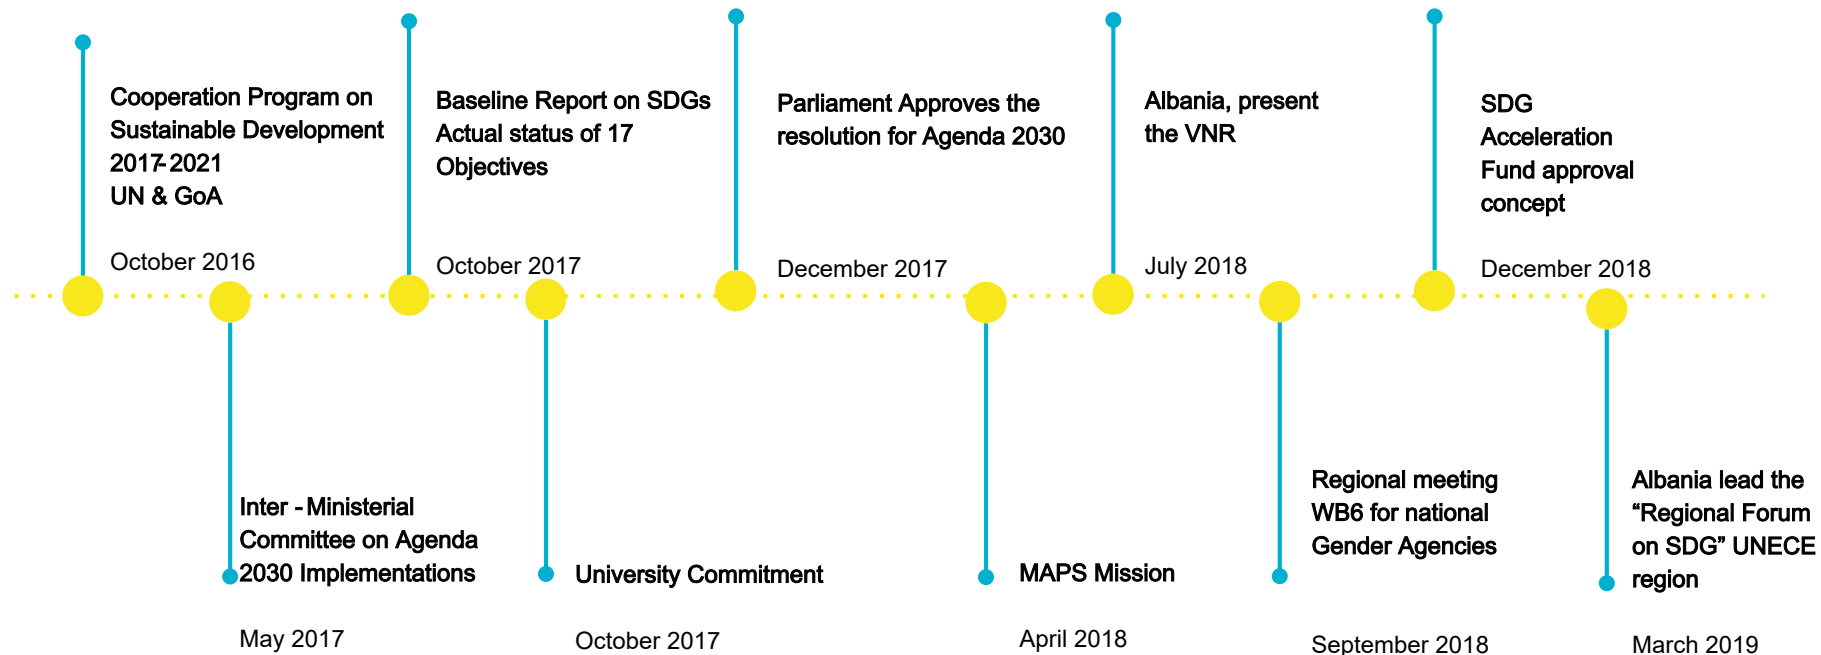 Cooperation Program on
Sustainable Development
2017-2021
UN & GoA
October 2016
Inter - Ministerial
Committee on Agenda
2030 Implementations
May 2017
Baseline Report on SDGs
Actual status of 17
Objectives
October 2017
University Commitment
October 2017
Parliament Approves the
resolution for Agenda 2030
December 2017
MAPS Mission
April 2018
Albania, present
the VNR
July 2018
Regional meeting
WB6 for national
Gender Agencies
September 2018
SDG
Acceleration
Fund approval
concept
December 2018
Albania lead the
“Regional Forum
on SDG” UNECE
region
March 2019